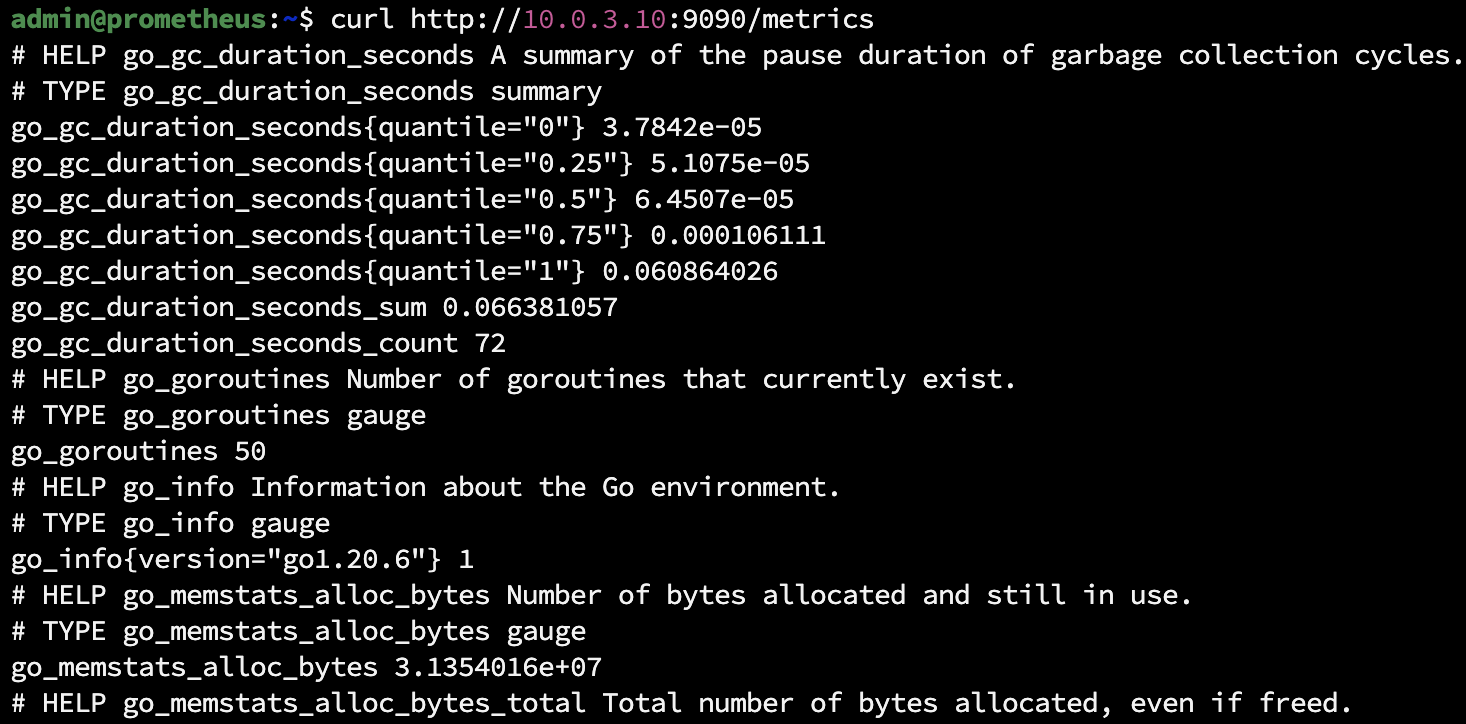 admin@prometheus:~$ curl http://10.0.3.10:9090/metrics
# HELP go_gc_duration_seconds A summary of the pause duration of garbage collection cycles.
# TYPE go_gc_duration_seconds summary
go_gc_duration_seconds{quantile="0"} 3.7842e-05
go_gc_duration_seconds{quantile="0.25"} 5.1075e-05
go_gc_duration_seconds{quantile="0.5"} 6.4507e-05
go_gc_duration_seconds{quantile="0.75"} 0.000106111
go_gc_duration_seconds{quantile="1"} 0.060864026
go_gc_duration_seconds_sum 0.066381057
go_gc_duration_seconds_count 72
# HELP go_goroutines Number of goroutines that currently exist.
# TYPE go_goroutines gauge
go_goroutines 50
# HELP go_info Information about the Go environment.
# TYPE go_info gauge
go_info{version="go1.20.6"} 1
# HELP go_memstats_alloc_bytes Number of bytes allocated and still in use.
# TYPE go_memstats_alloc_bytes gauge
go_memstats_alloc_bytes 3.1354016e+07
# HELP go_memstats_alloc_bytes_total Total number of bytes allocated, even if freed.